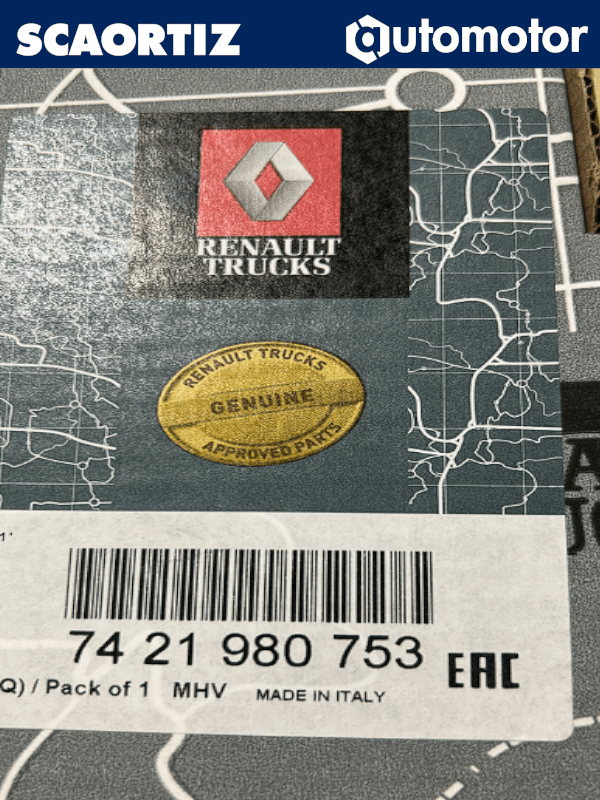 SCAORTIZ
automotor
RENAULT
TRUCKS
RENAULT TRUCKS
GENUINE
APPROVED PARTS
74 21 980 753
EAC
Q) / Pack of 1 MHV MADE IN ITALY